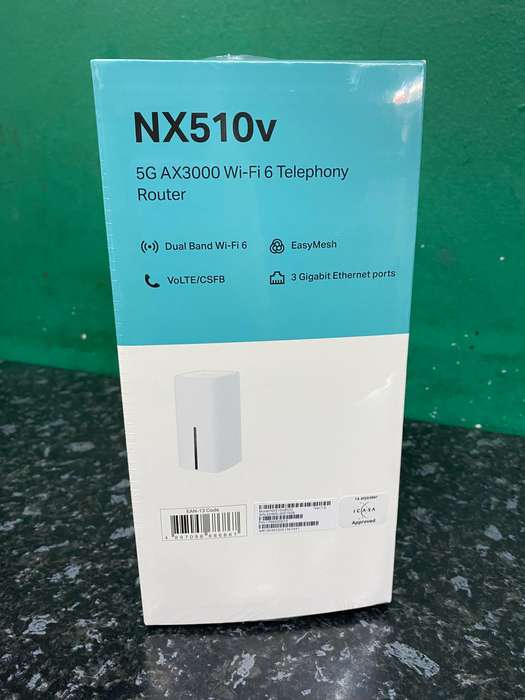 NX510v
5G AX3000 Wi-Fi 6 Telephony
Router
Dual Band Wi-Fi 6
EasyMesh
VoLTE/CSFB
3 Gigabit Ethernet ports
EAN-13 Code
I C A S A
Approved